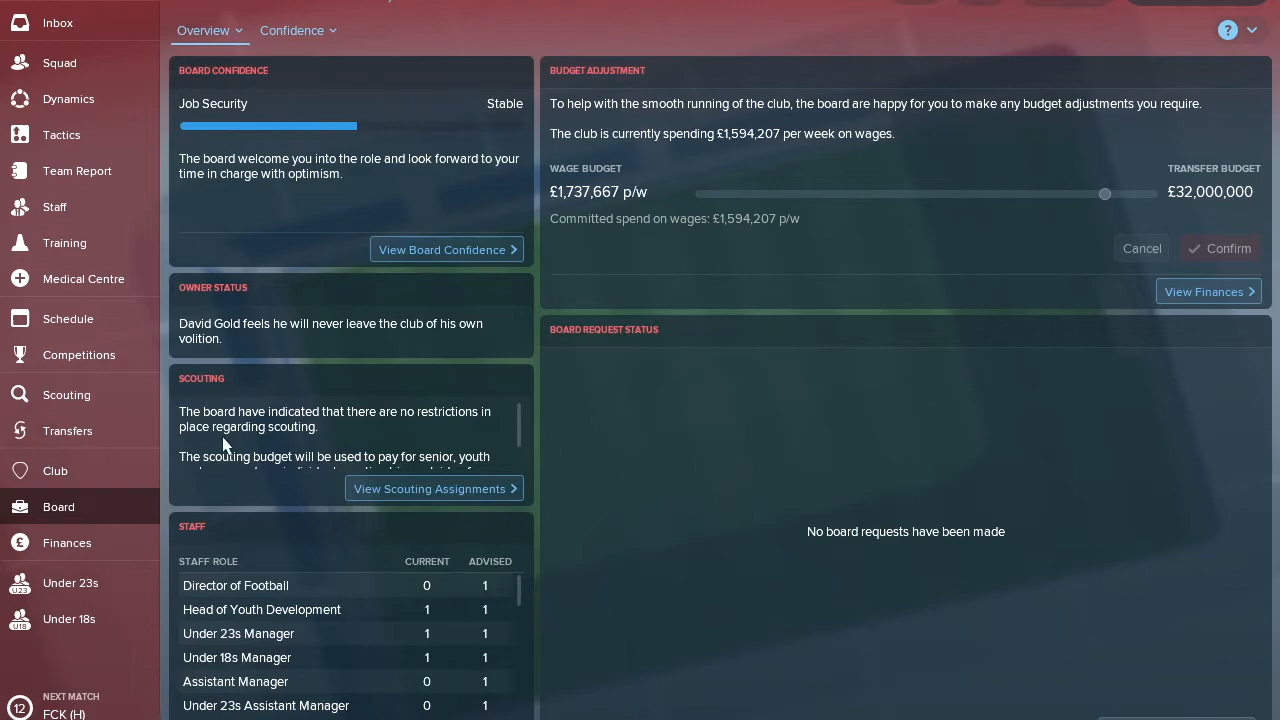 Inbox
Squad
Dynamics
Tactics
Team Report
Staff
Training
Medical Centre
Schedule
Competitions
Scouting
Transfers
Club
Board
Finances
U23
Under 23s
U18
Under 18s
12
NEXT MATCH
FCK (H)
Overview
Confidence
?
BOARD CONFIDENCE
Job Security Stable
The board welcome you into the role and look forward to your
time in charge with optimism.
View Board Confidence
OWNER STATUS
David Gold feels he will never leave the club of his own
volition.
SCOUTING
The board have indicated that there are no restrictions in
place regarding scouting.
The scouting budget will be used to pay for senior, youth
View Scouting Assignments
STAFF
STAFF ROLE CURRENT ADVISED
Director of Football 0 1
Head of Youth Development 1 1
Under 23s Manager 1 1
Under 18s Manager 1 1
Assistant Manager 0 1
Under 23s Assistant Manager 0 1
BUDGET ADJUSTMENT
To help with the smooth running of the club, the board are happy for you to make any budget adjustments you require.
The club is currently spending £1,594,207 per week on wages.
WAGE BUDGET TRANSFER BUDGET
£1,737,667 p/w £32,000,000
Committed spend on wages: £1,594,207 p/w
Cancel Confirm
View Finances
BOARD REQUEST STATUS
No board requests have been made